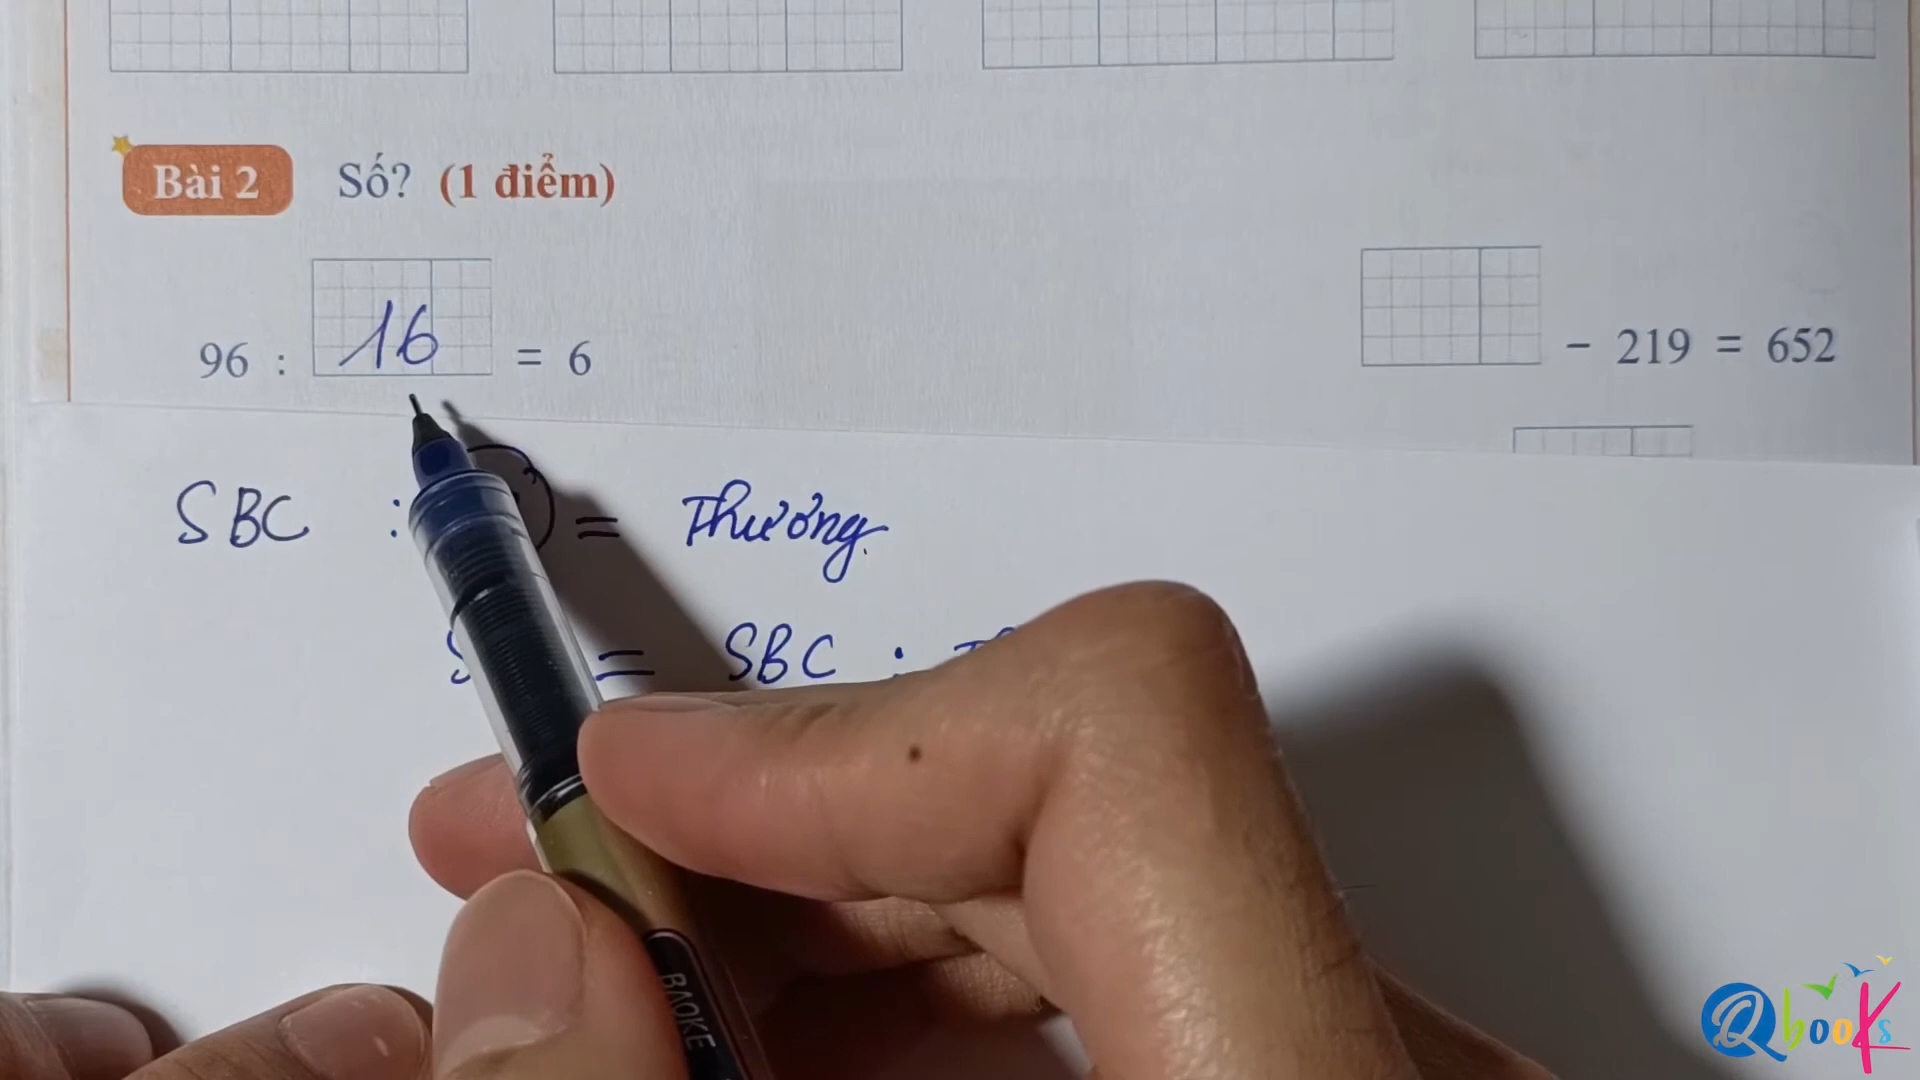 Bài 2 Số? (1 điểm)
96 : 16 = 6
- 219 = 652
SBC : = Thương
= SBC :
BAOKE
Qbooks